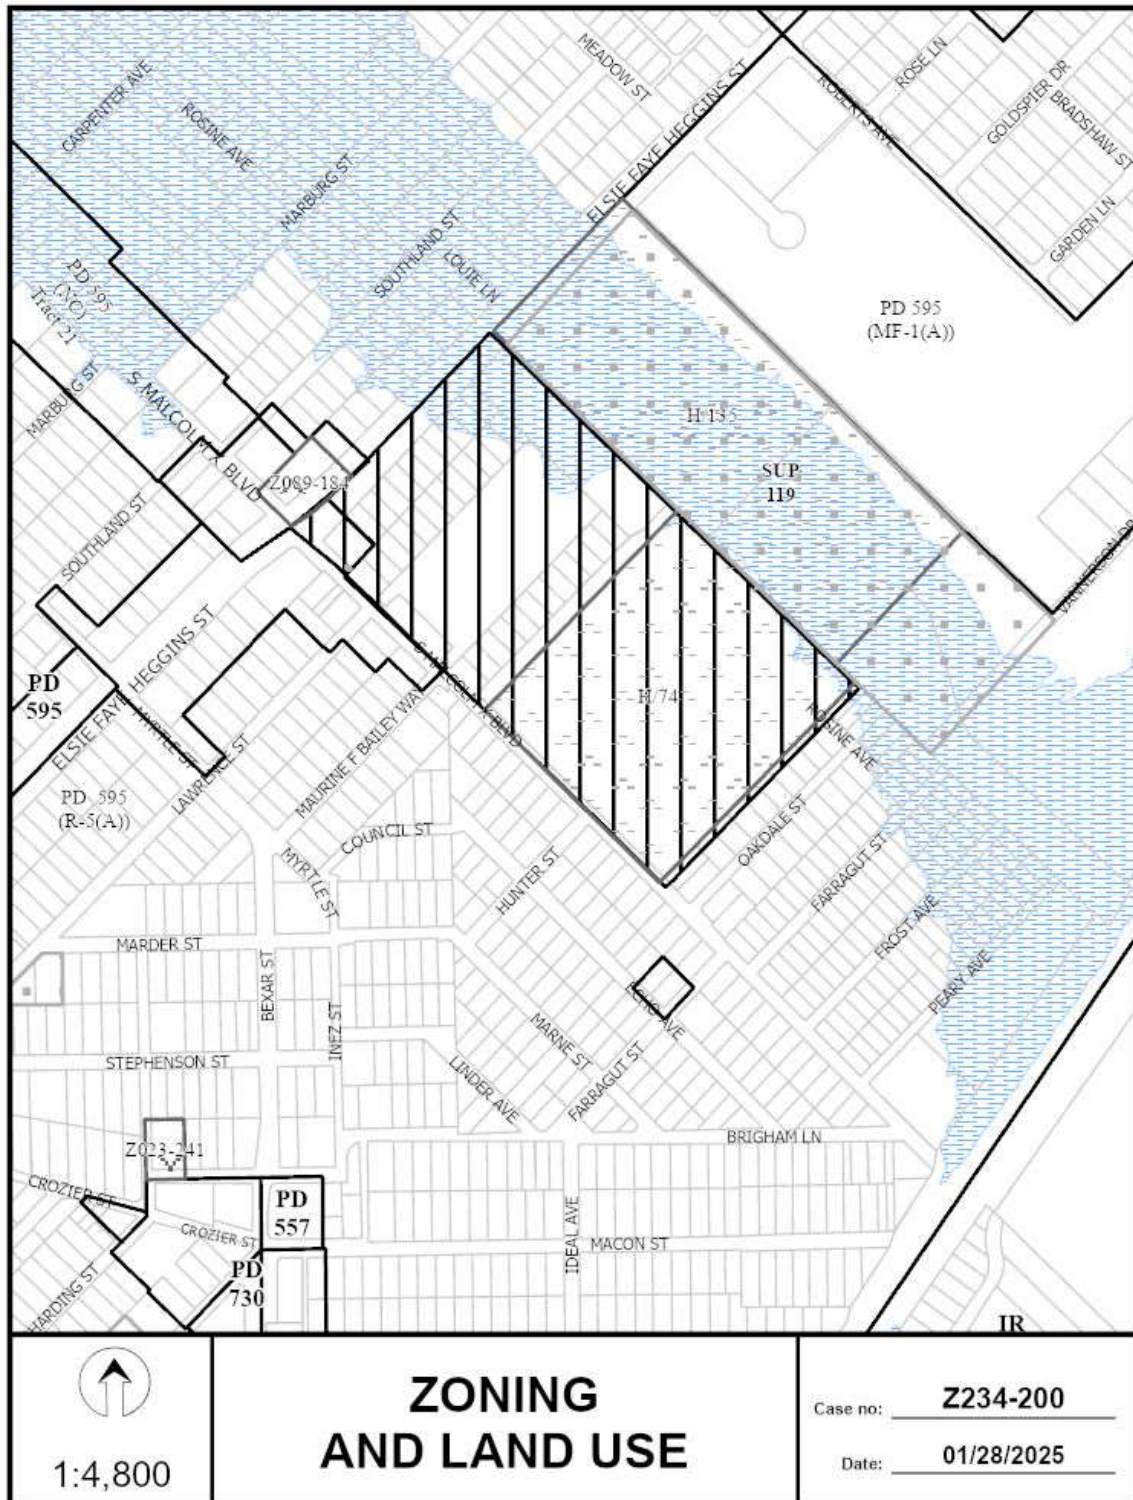 MEADOW ST
ELSIE FAYE HEGGINS ST
ROBERTS AVE
ROSE LN
GOLDSPIER DR
BRADSHAW ST
GARDEN LN
CARPENTER AVE
ROSINE AVE
MARBURG ST
SOUTHLAND ST
LOUIE LN
PD 595
(NC)
Tract 21
PD 595
(MF-1(A))
MARBURG ST
S MALCOLM X BLVD
H/135
SUP
119
Z089-184
SOUTHLAND ST
VANNERSON DR
ELSIE FAYE HEGGINS ST
PD
595
MYRTLE ST
LAWRENCE ST
MAURINE F BAILEY WAY
S MALCOLM X BLVD
H/74
ROSINE AVE
PD 595
(R-5(A))
COUNCIL ST
MYRTLE ST
HUNTER ST
OAKDALE ST
FARRAGUT ST
FROST AVE
PEARY AVE
MARDER ST
BEXAR ST
INEZ ST
ECHO AVE
MARNE ST
FARRAGUT ST
LINDER AVE
STEPHENSON ST
BRIGHAM LN
Z023-241
CROZIER ST
PD
557
CROZIER ST
IDEAL AVE
MACON ST
HARDING ST
PD
730
IR
1:4,800
ZONING
AND LAND USE
Case no: Z234-200
Date: 01/28/2025